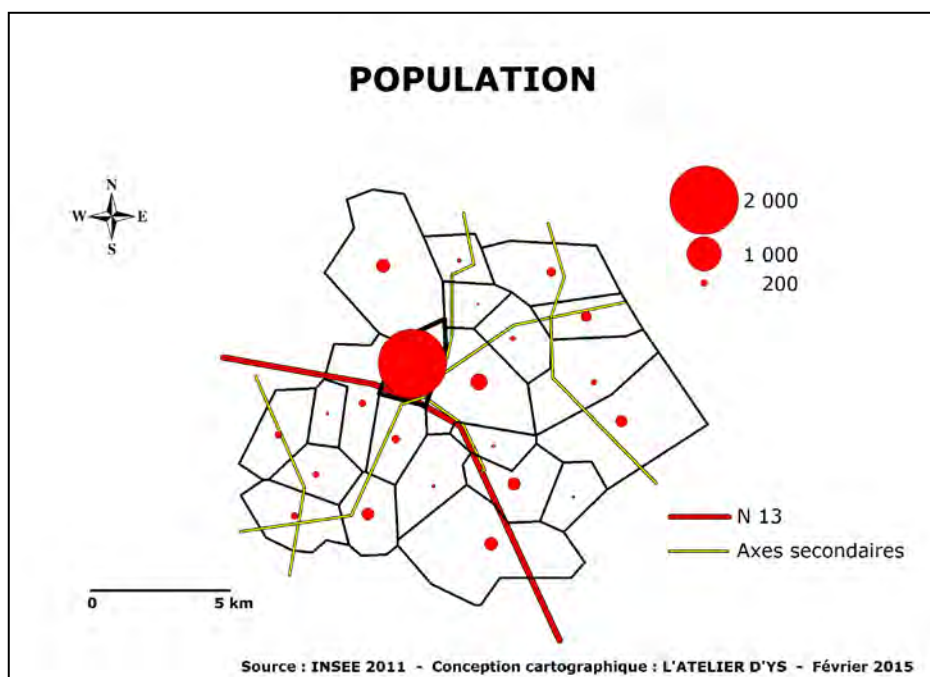 POPULATION
N
W E
S
2 000
1 000
200
N 13
Axes secondaires
0 5 km
Source : INSEE 2011 - Conception cartographique : L'ATELIER D'YS - Février 2015